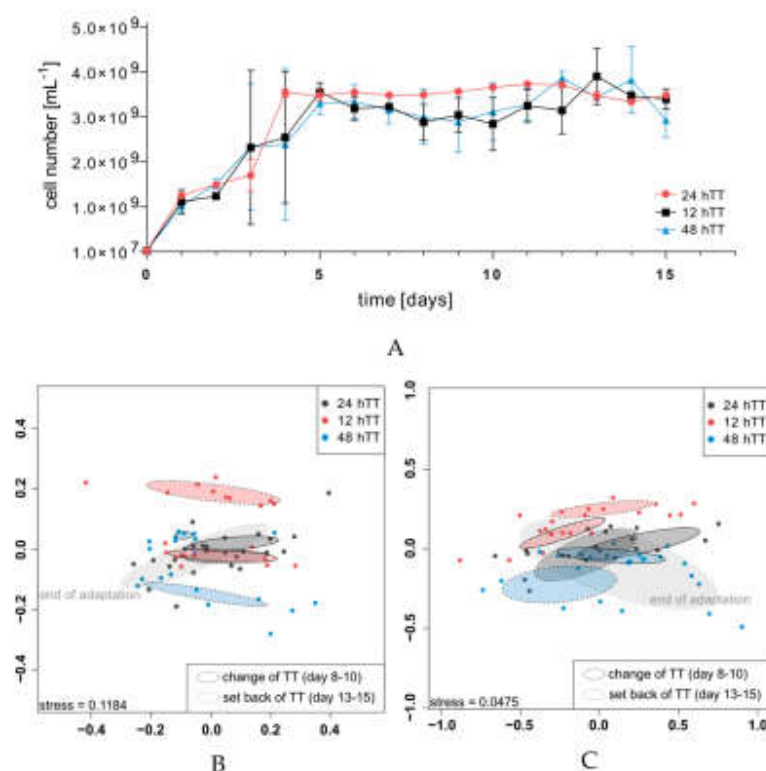 5.0×10⁹
4.0×10⁹
3.0×10⁹
2.0×10⁹
1.0×10⁹
1.0×10⁷
cell number [mL⁻¹]
0 5 10 15
time [days]
24 hTT
12 hTT
48 hTT
A
24 hTT
12 hTT
48 hTT
0.4
0.2
0.0
-0.2
-0.4
end of adaptation
change of TT (day 8-10)
set back of TT (day 13-15)
stress = 0.1184
-0.4 -0.2 0.0 0.2 0.4
B
24 hTT
12 hTT
48 hTT
1.0
0.5
0.0
-0.5
-1.0
end of adaptation
change of TT (day 8-10)
set back of TT (day 13-15)
stress = 0.0475
-1.0 -0.5 0.0 0.5 1.0
C